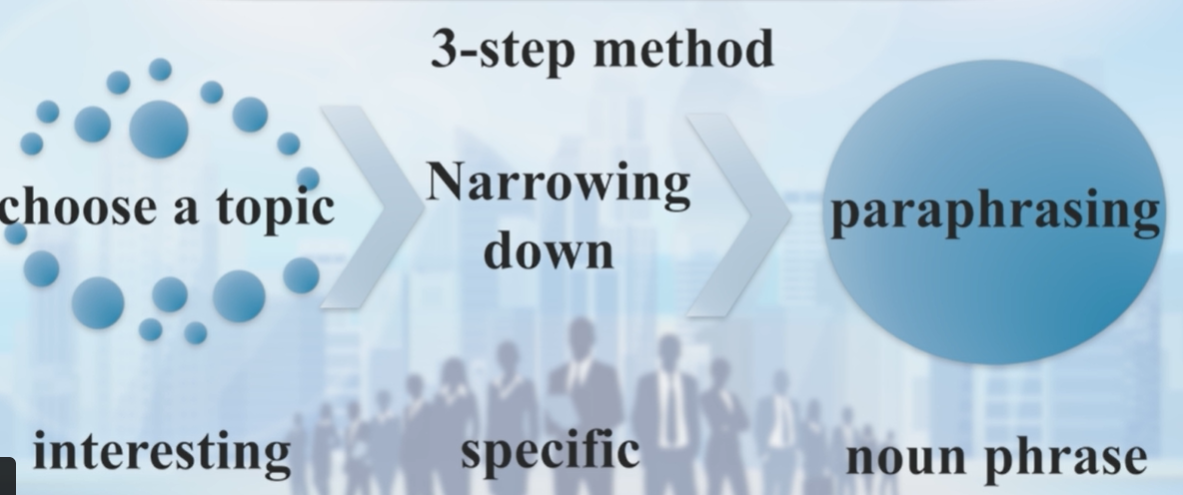 3-step method
choose a topic
Narrowing
down
paraphrasing
interesting
specific
noun phrase